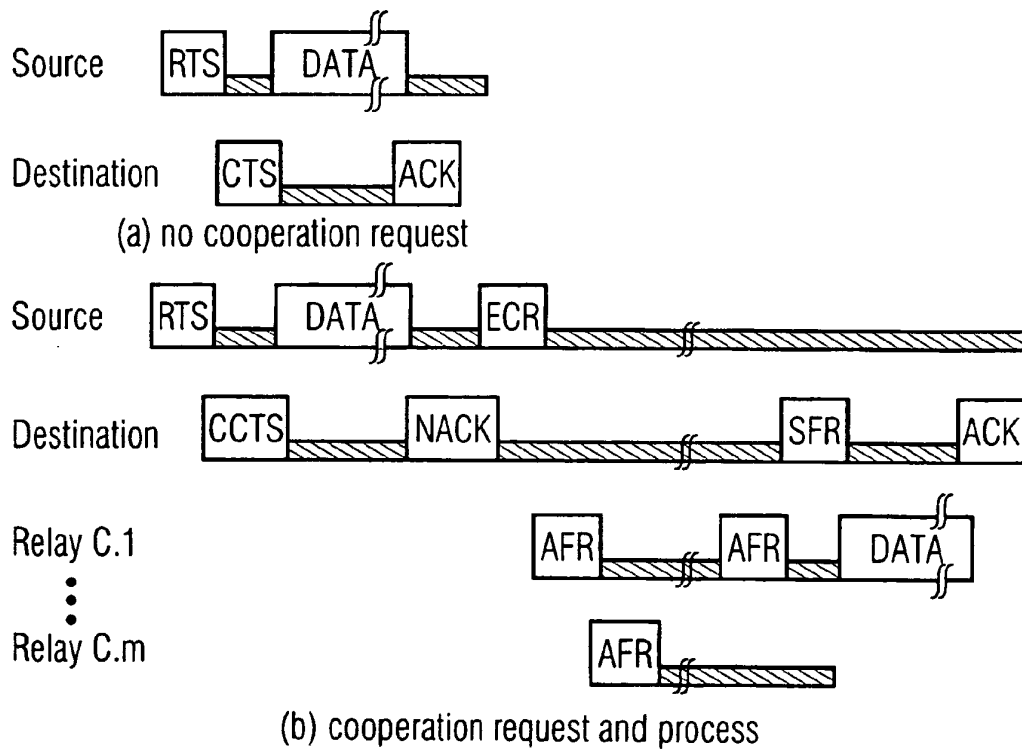 Source RTS DATA
Destination CTS ACK
(a) no cooperation request
Source RTS DATA ECR
Destination CCTS NACK SFR ACK
Relay C.1 AFR AFR DATA
Relay C.m AFR
(b) cooperation request and process